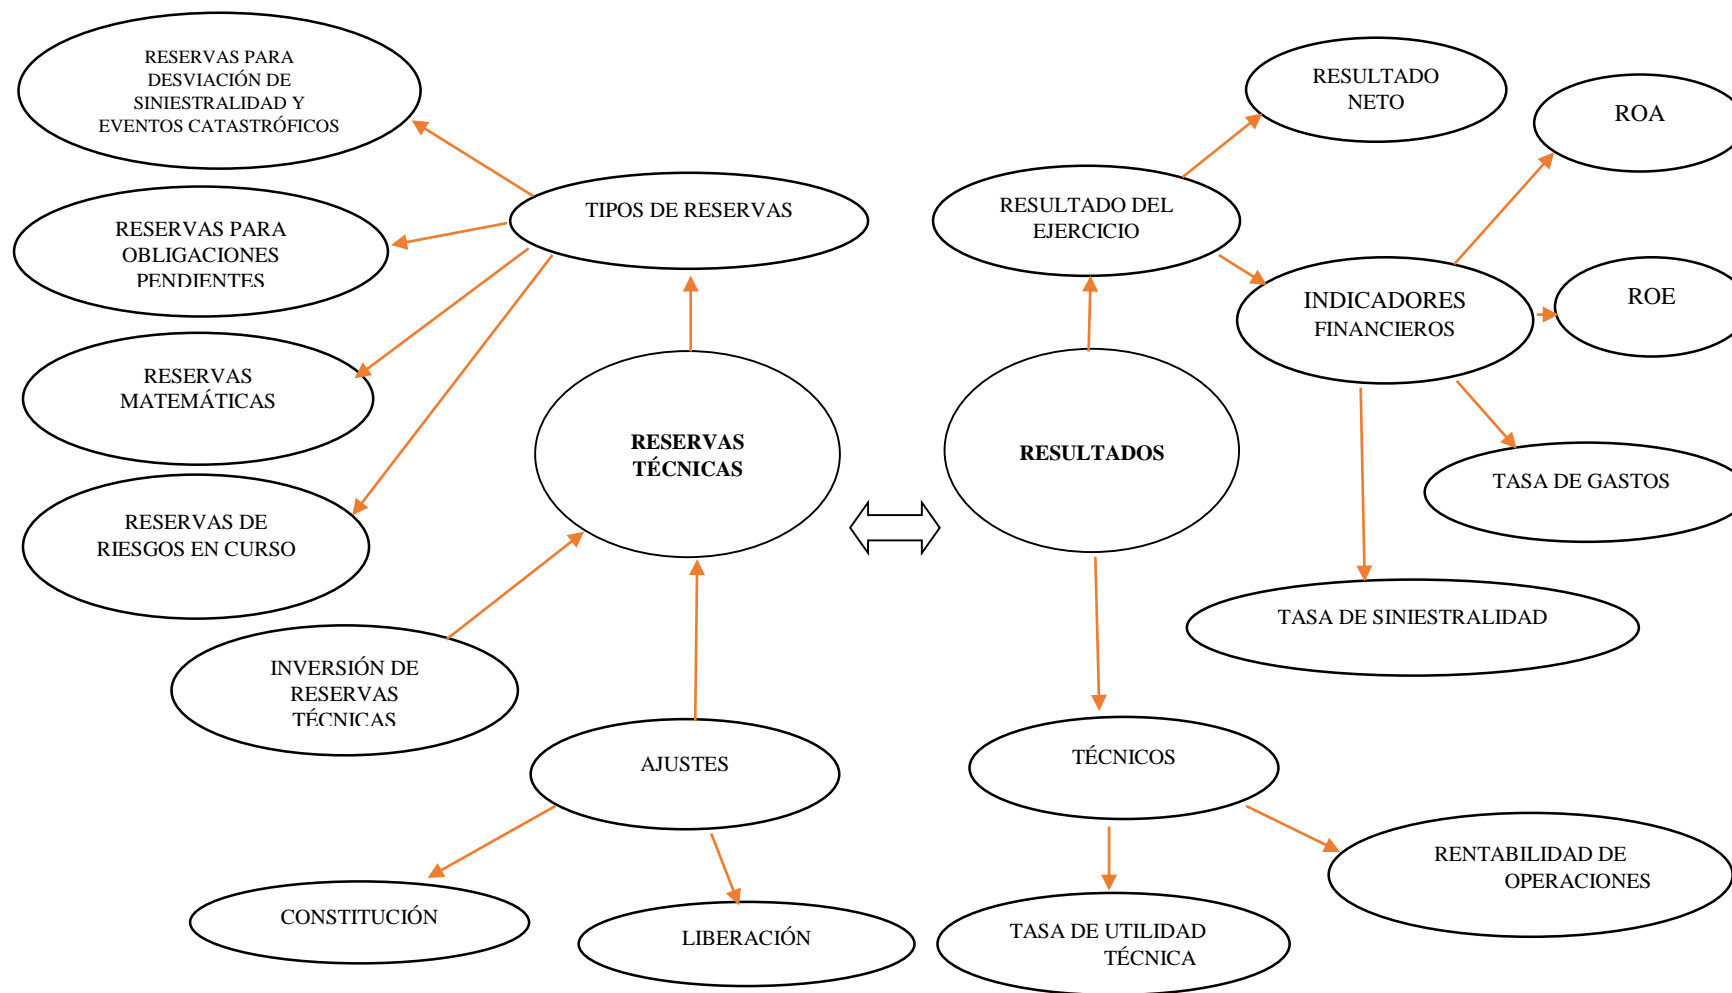 RESERVAS PARA
DESVIACIÓN DE
SINIESTRALIDAD Y
EVENTOS CATASTRÓFICOS
RESERVAS PARA
OBLIGACIONES
PENDIENTES
RESERVAS
MATEMÁTICAS
RESERVAS DE
RIESGOS EN CURSO
TIPOS DE RESERVAS
RESERVAS
TÉCNICAS
INVERSIÓN DE
RESERVAS
TÉCNICAS
AJUSTES
CONSTITUCIÓN
LIBERACIÓN
RESULTADO
NETO
ROA
RESULTADO DEL
EJERCICIO
INDICADORES
FINANCIEROS
ROE
RESULTADOS
TASA DE GASTOS
TASA DE SINIESTRALIDAD
TÉCNICOS
RENTABILIDAD DE
OPERACIONES
TASA DE UTILIDAD
TÉCNICA